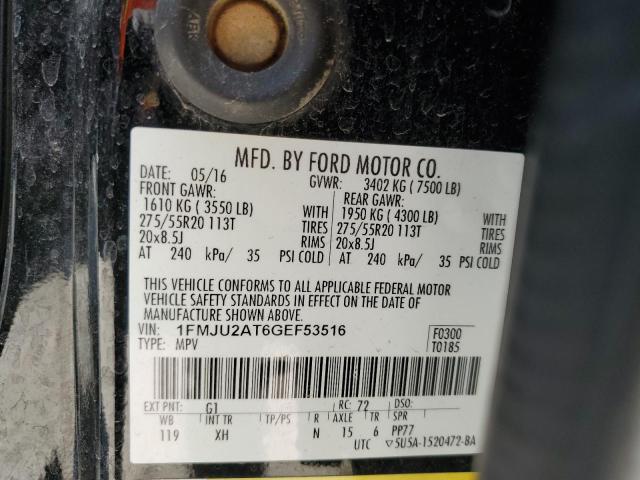 MFD. BY FORD MOTOR CO.
DATE: 05/16 GVWR: 3402 KG ( 7500 LB)
FRONT GAWR: REAR GAWR:
1610 KG ( 3550 LB) WITH 1950 KG ( 4300 LB) WITH
275/55R20 113T TIRES 275/55R20 113T TIRES
20x8.5J RIMS 20x8.5J RIMS
AT 240 kPa/ 35 PSI COLD AT 240 kPa/ 35 PSI COLD
THIS VEHICLE CONFORMS TO ALL APPLICABLE FEDERAL MOTOR
VEHICLE SAFETY STANDARDS IN EFFECT ON THE DATE OF
MANUFACTURE SHOWN ABOVE.
VIN: 1FMJU2AT6GEF53516 F0300
TYPE: MPV T0185
EXT PNT: G1 RC: 72 DSO:
WB INT TR TP/PS R AXLE TR SPR
119 XH N 15 6 PP77
UTC ▽5U5A-1520472-BA